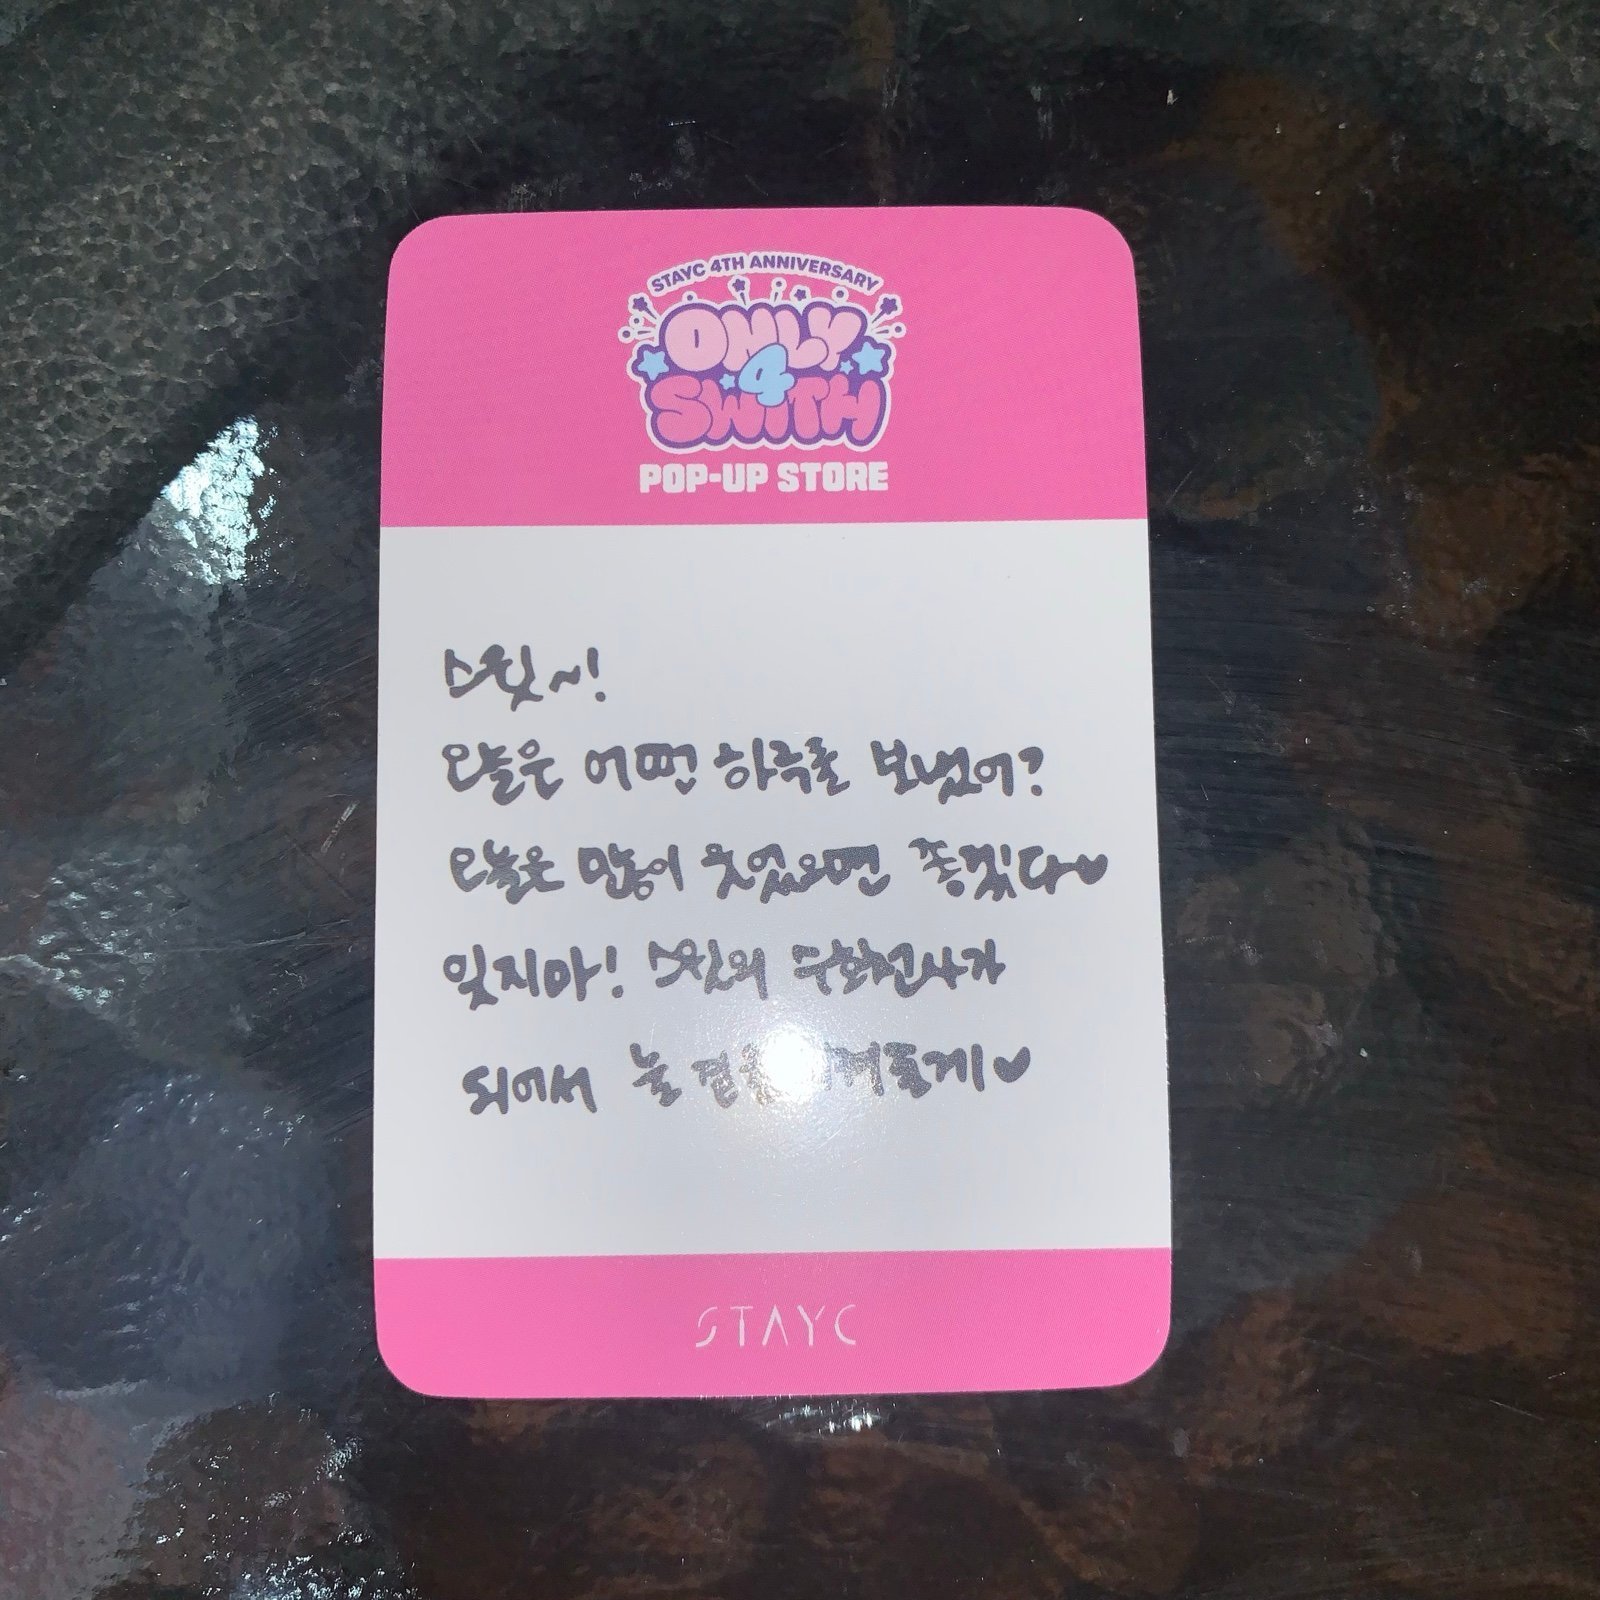 STAYC 4TH ANNIVERSARY
ONLY
4
SWITH
POP-UP STORE
스윗~!
오늘은 어떤 하루를 보냈어?
오늘은 많이 웃었으면 좋겠다♥
잊지마! 스윗의 수호천사가
되어서 늘 곁을
STAYC